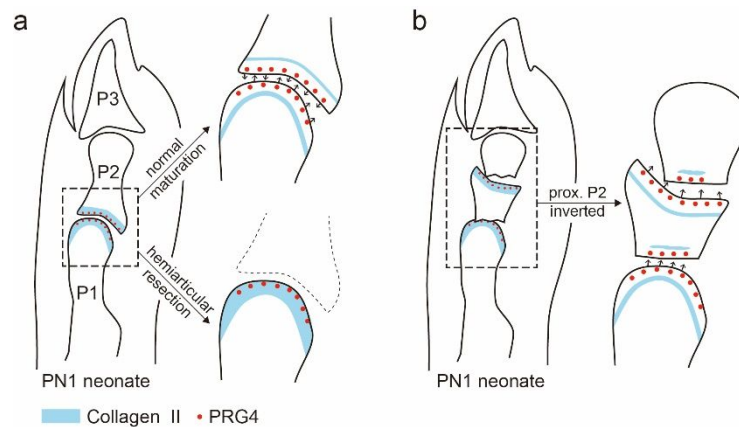 a
P3
P2
P1
normal
maturation
hemiarticular
resection
PN1 neonate
b
prox. P2
inverted
PN1 neonate
Collagen II
PRG4